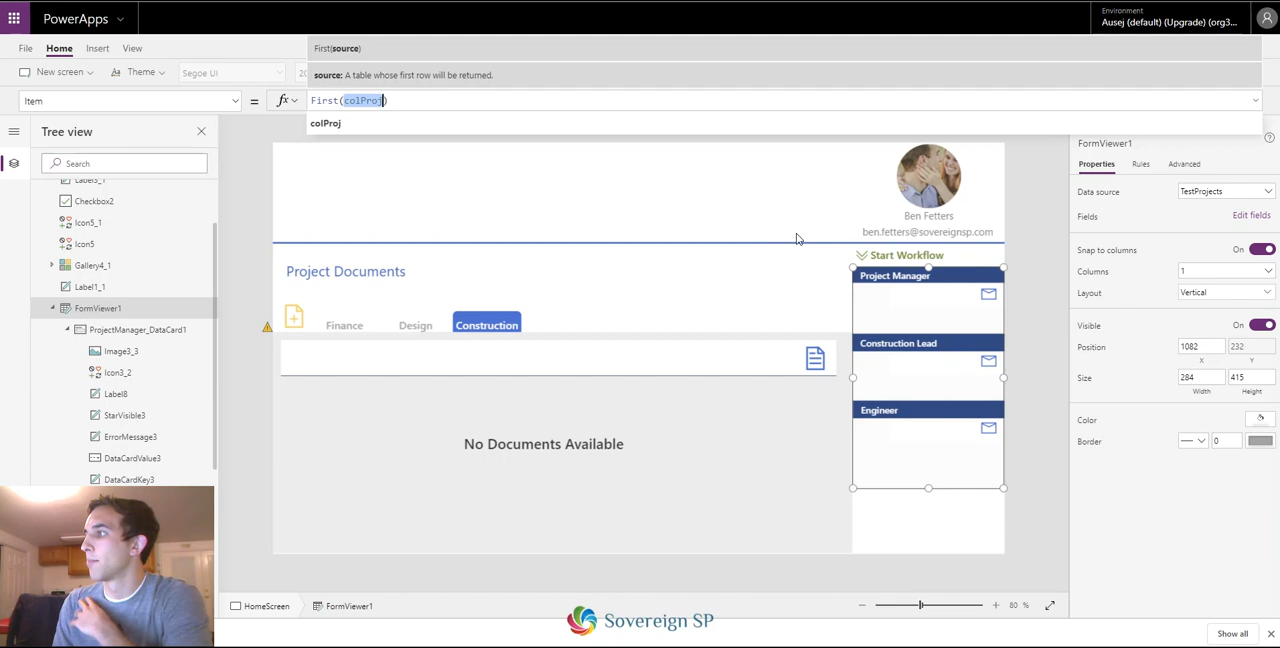 PowerApps
Environment
Ausej (default) (Upgrade) (org3...
File Home Insert View
First(source)
New screen Theme Segoe UI 20
source: A table whose first row will be returned.
Item = fx First(colProj)
colProj
Tree view
Search
Label3_1
Checkbox2
Icon5_1
Icon5
Gallery4_1
Label1_1
FormViewer1
ProjectManager_DataCard1
Image3_3
Icon3_2
Label8
StarVisible3
ErrorMessage3
DataCardValue3
DataCardKey3
Ben Fetters
ben.fetters@sovereignsp.com
Project Documents
Start Workflow
Project Manager
Finance Design Construction
Construction Lead
Engineer
No Documents Available
FormViewer1
Properties Rules Advanced
Data source TestProjects
Fields Edit fields
Snap to columns On
Columns 1
Layout Vertical
Visible On
Position 1082 232
X Y
Size 284 415
Width Height
Color
Border 0
HomeScreen FormViewer1
80 %
Sovereign SP
Show all